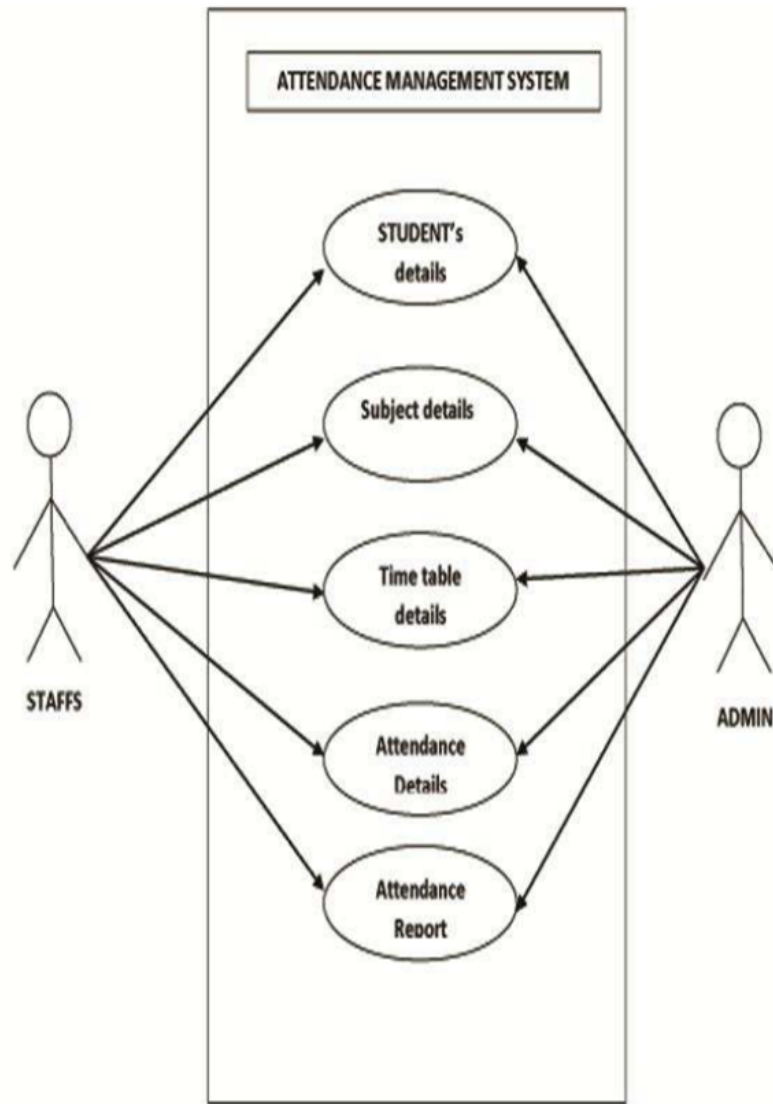 ATTENDANCE MANAGEMENT SYSTEM
STUDENT's
details
Subject details
Time table
details
STAFFS
ADMIN
Attendance
Details
Attendance
Report